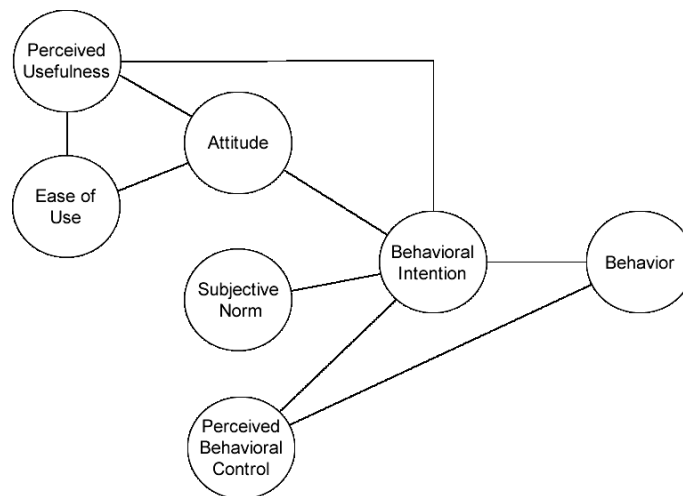 Perceived
Usefulness
Attitude
Ease of
Use
Behavioral
Intention
Behavior
Subjective
Norm
Perceived
Behavioral
Control